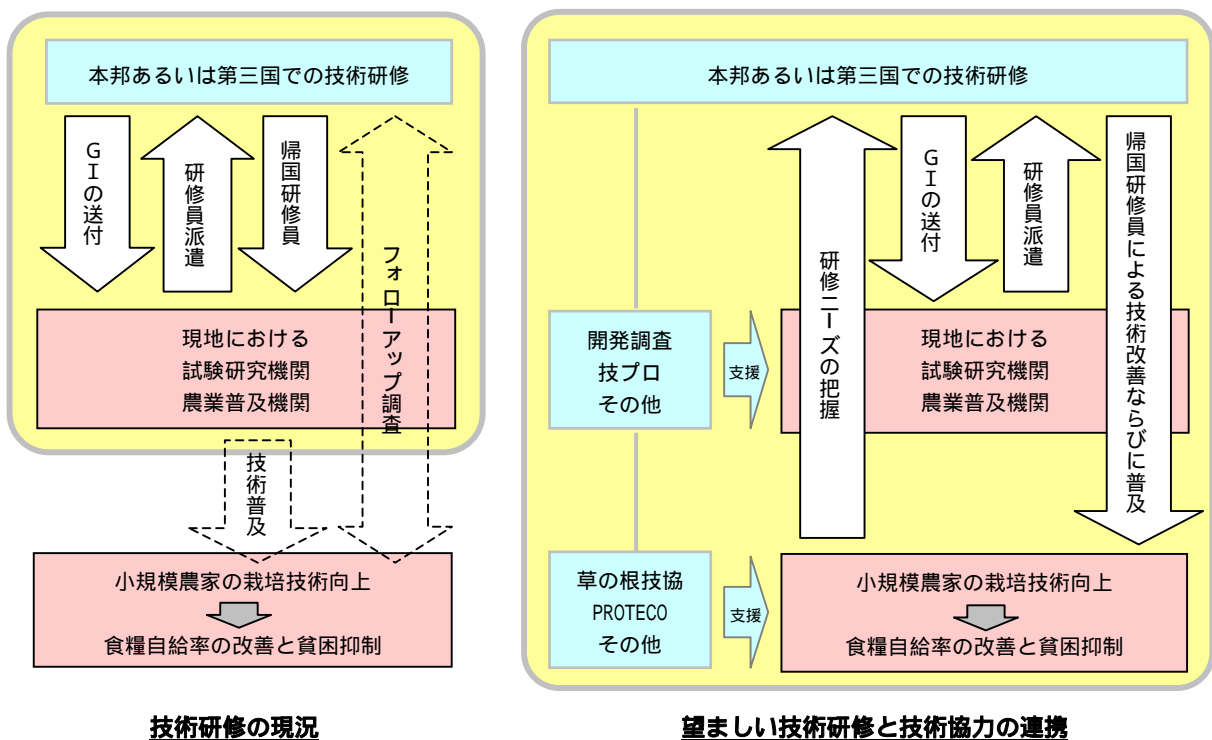 本邦あるいは第三国での技術研修
GIの送付
研修員派遣
帰国研修員
フォローアップ調査
現地における
試験研究機関
農業普及機関
技術普及
小規模農家の栽培技術向上
食糧自給率の改善と貧困抑制
技術研修の現況
本邦あるいは第三国での技術研修
研修ニーズの把握
GIの送付
研修員派遣
帰国研修員による技術改善ならびに普及
開発調査
技プロ
その他
支援
現地における
試験研究機関
農業普及機関
草の根技協
PROTECO
その他
支援
小規模農家の栽培技術向上
食糧自給率の改善と貧困抑制
望ましい技術研修と技術協力の連携